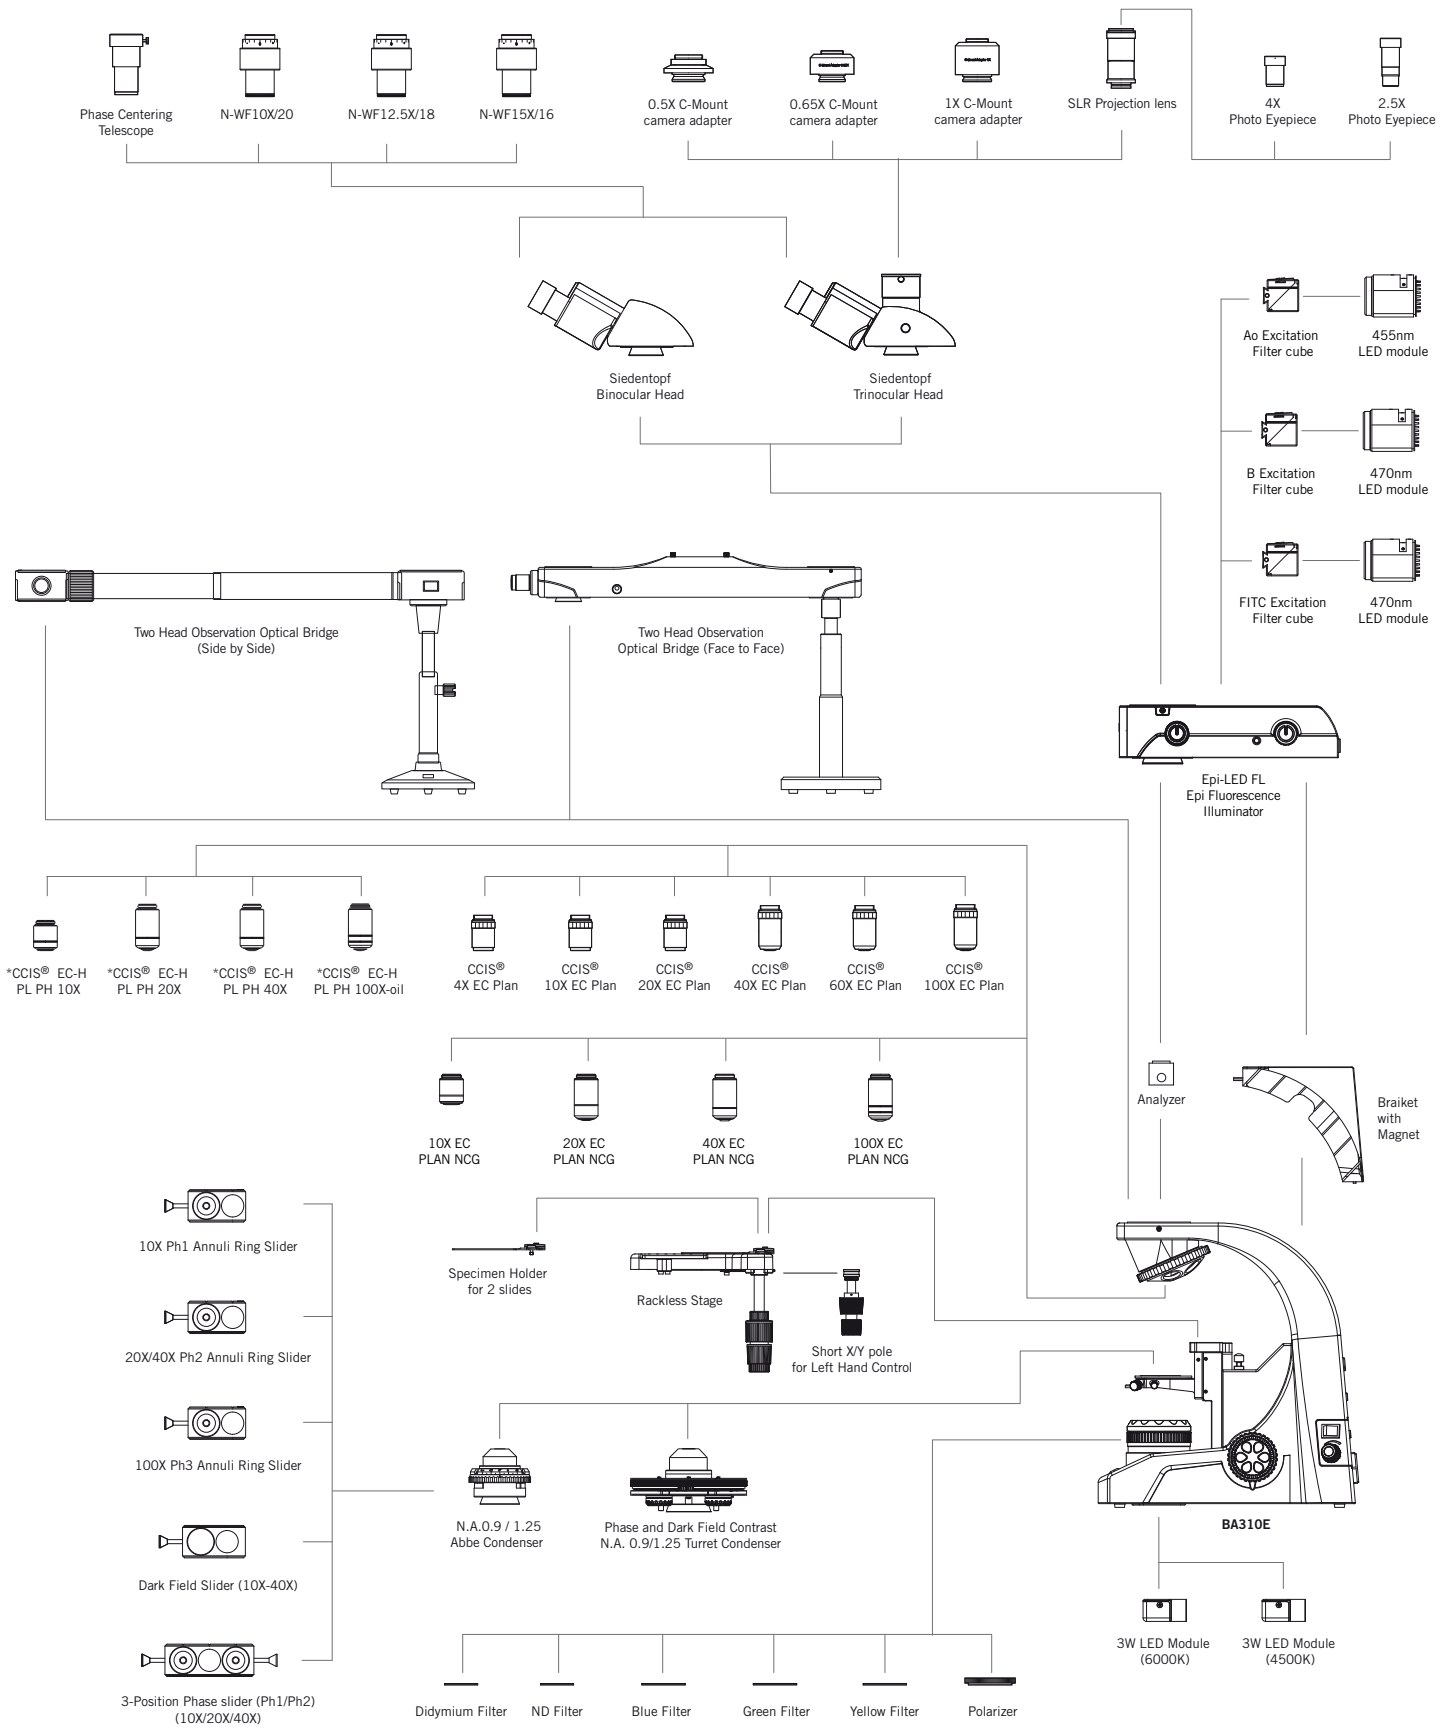 Phase Centering
Telescope
N-WF10X/20
N-WF12.5X/18
N-WF15X/16
0.5X C-Mount
camera adapter
0.65X C-Mount
camera adapter
1X C-Mount
camera adapter
SLR Projection lens
4X
Photo Eyepiece
2.5X
Photo Eyepiece
Siedentopf
Binocular Head
Siedentopf
Trinocular Head
Ao Excitation
Filter cube
455nm
LED module
B Excitation
Filter cube
470nm
LED module
FITC Excitation
Filter cube
470nm
LED module
Two Head Observation Optical Bridge
(Side by Side)
Two Head Observation
Optical Bridge (Face to Face)
Epi-LED FL
Epi Fluorescence
Illuminator
*CCIS® EC-H
PL PH 10X
*CCIS® EC-H
PL PH 20X
*CCIS® EC-H
PL PH 40X
*CCIS® EC-H
PL PH 100X-oil
CCIS®
4X EC Plan
CCIS®
10X EC Plan
CCIS®
20X EC Plan
CCIS®
40X EC Plan
CCIS®
60X EC Plan
CCIS®
100X EC Plan
10X EC
PLAN NCG
20X EC
PLAN NCG
40X EC
PLAN NCG
100X EC
PLAN NCG
Analyzer
Braiket
with
Magnet
10X Ph1 Annuli Ring Slider
20X/40X Ph2 Annuli Ring Slider
100X Ph3 Annuli Ring Slider
Dark Field Slider (10X-40X)
3-Position Phase slider (Ph1/Ph2)
(10X/20X/40X)
Specimen Holder
for 2 slides
Rackless Stage
Short X/Y pole
for Left Hand Control
N.A.0.9 / 1.25
Abbe Condenser
Phase and Dark Field Contrast
N.A. 0.9/1.25 Turret Condenser
BA310E
3W LED Module
(6000K)
3W LED Module
(4500K)
Didymium Filter
ND Filter
Blue Filter
Green Filter
Yellow Filter
Polarizer